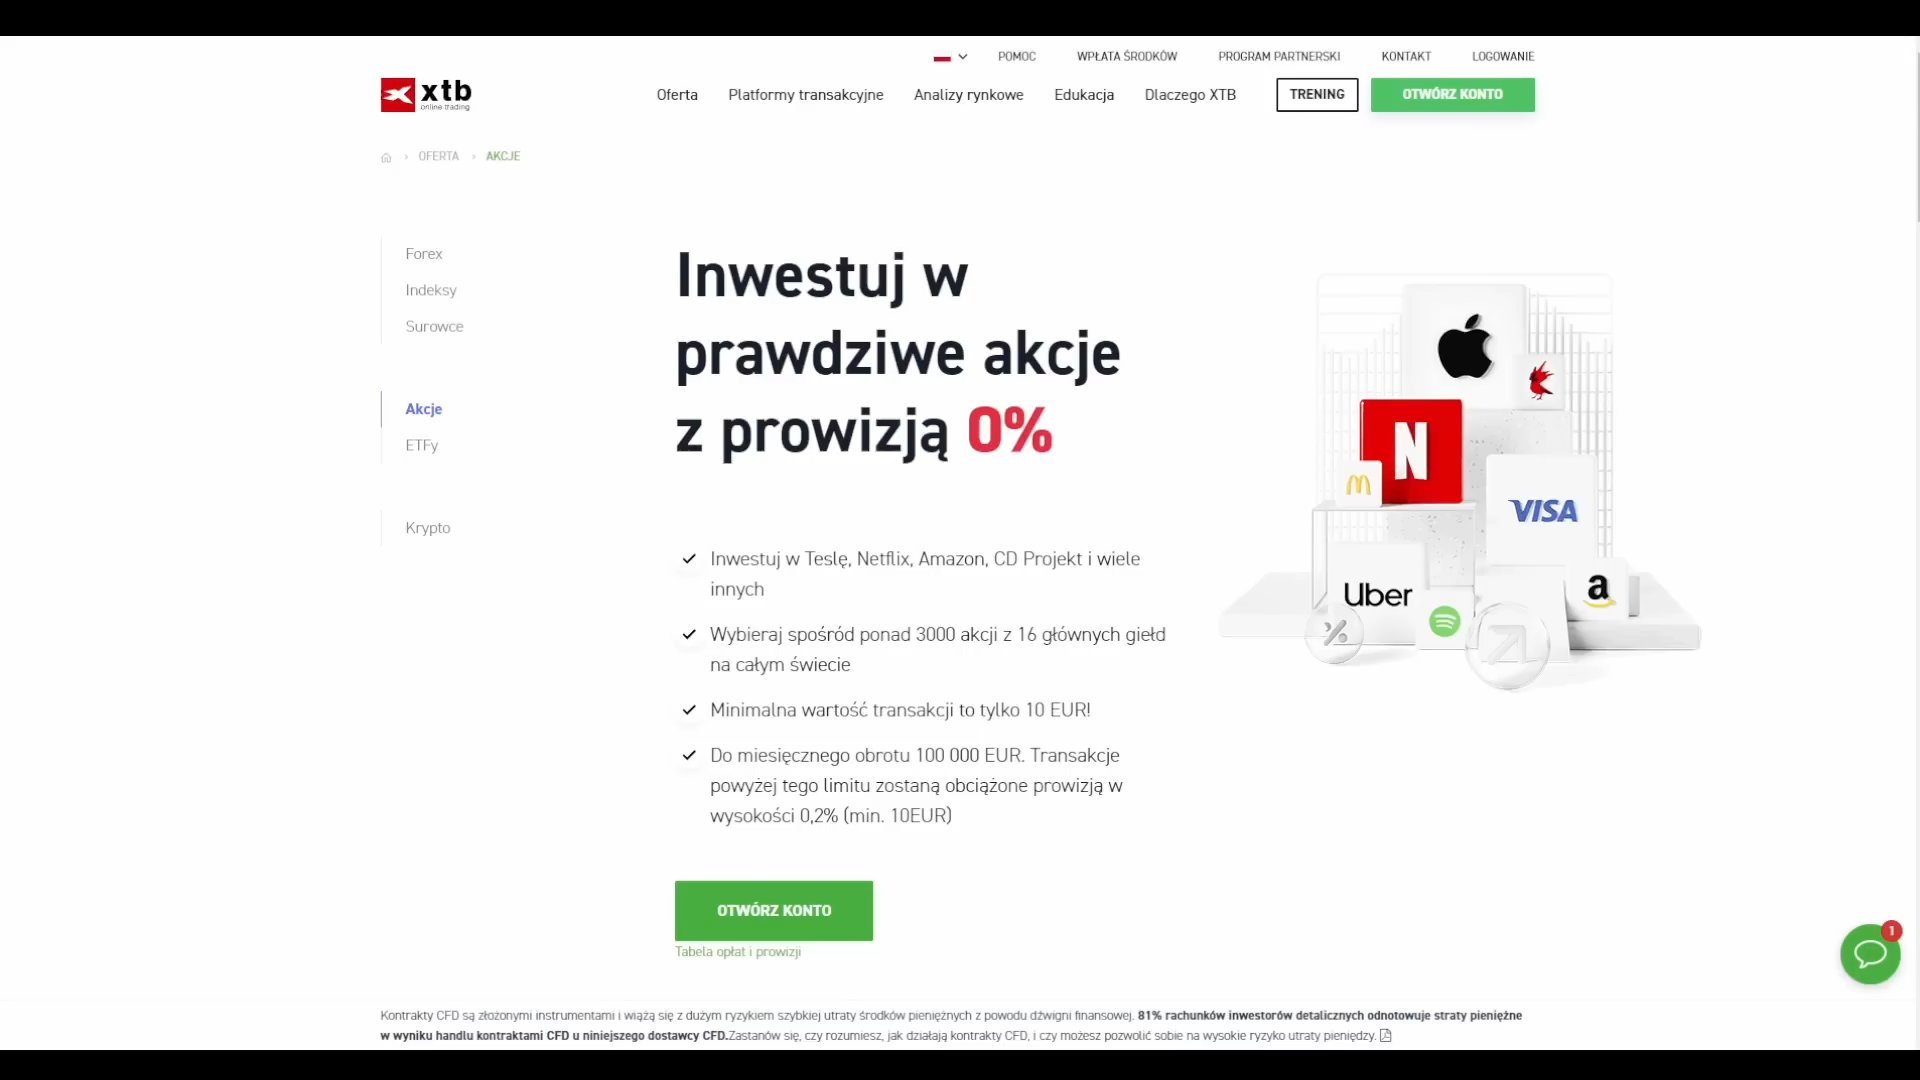 POMOC WPŁATA ŚRODKÓW PROGRAM PARTNERSKI KONTAKT LOGOWANIE
xtb
online trading
Oferta Platformy transakcyjne Analizy rynkowe Edukacja Dlaczego XTB TRENING OTWÓRZ KONTO
OFERTA AKCJE
Forex
Indeksy
Surowce
Akcje
ETFy
Krypto
Inwestuj w
prawdziwe akcje
z prowizją 0%
Inwestuj w Teslę, Netflix, Amazon, CD Projekt i wiele
innych
Wybieraj spośród ponad 3000 akcji z 16 głównych giełd
na całym świecie
Minimalna wartość transakcji to tylko 10 EUR!
Do miesięcznego obrotu 100 000 EUR. Transakcje
powyżej tego limitu zostaną obciążone prowizją w
wysokości 0,2% (min. 10EUR)
OTWÓRZ KONTO
Tabela opłat i prowizji
N
VISA
Uber
a
%
1
Kontrakty CFD są złożonymi instrumentami i wiążą się z dużym ryzykiem szybkiej utraty środków pieniężnych z powodu dźwigni finansowej. 81% rachunków inwestorów detalicznych odnotowuje straty pieniężne
w wyniku handlu kontraktami CFD u niniejszego dostawcy CFD.Zastanów się, czy rozumiesz, jak działają kontrakty CFD, i czy możesz pozwolić sobie na wysokie ryzyko utraty pieniędzy.